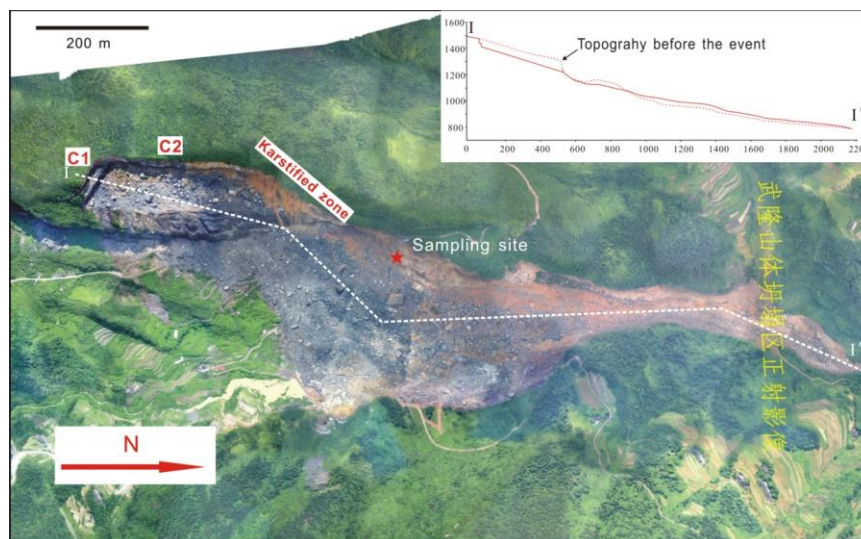 200 m
1600
1400
1200
1000
800
0 200 400 600 800 1000 1200 1400 1600 1800 2000 220
I
Topograhy before the event
I'
C1
C2
I
Karstified zone
Sampling site
I'
N
武隆山体坍塌区正射影像